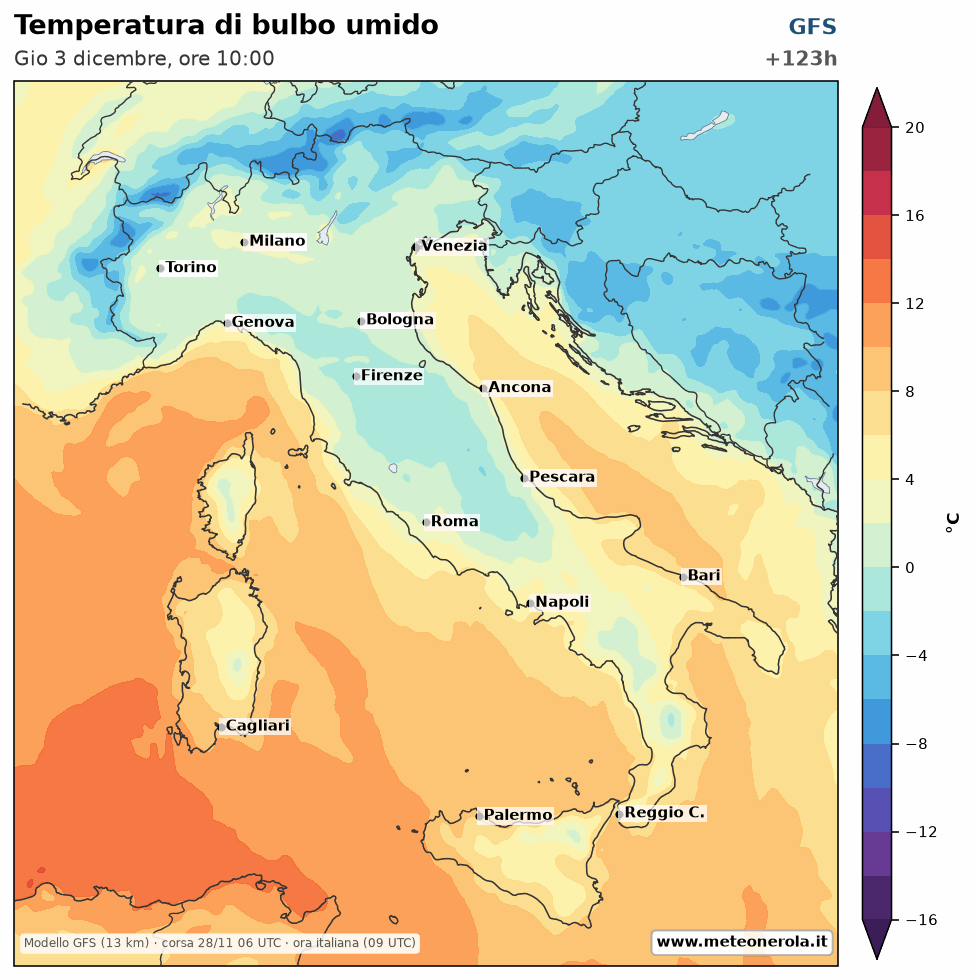 Temperatura di bulbo umido
GFS
Gio 3 dicembre, ore 10:00
+123h
Milano
Venezia
Torino
Genova
Bologna
Firenze
Ancona
Pescara
Roma
Bari
Napoli
Cagliari
Palermo
Reggio C.
20
16
12
8
4
0
−4
−8
−12
−16
°C
Modello GFS (13 km) · corsa 28/11 06 UTC · ora italiana (09 UTC)
www.meteonerola.it